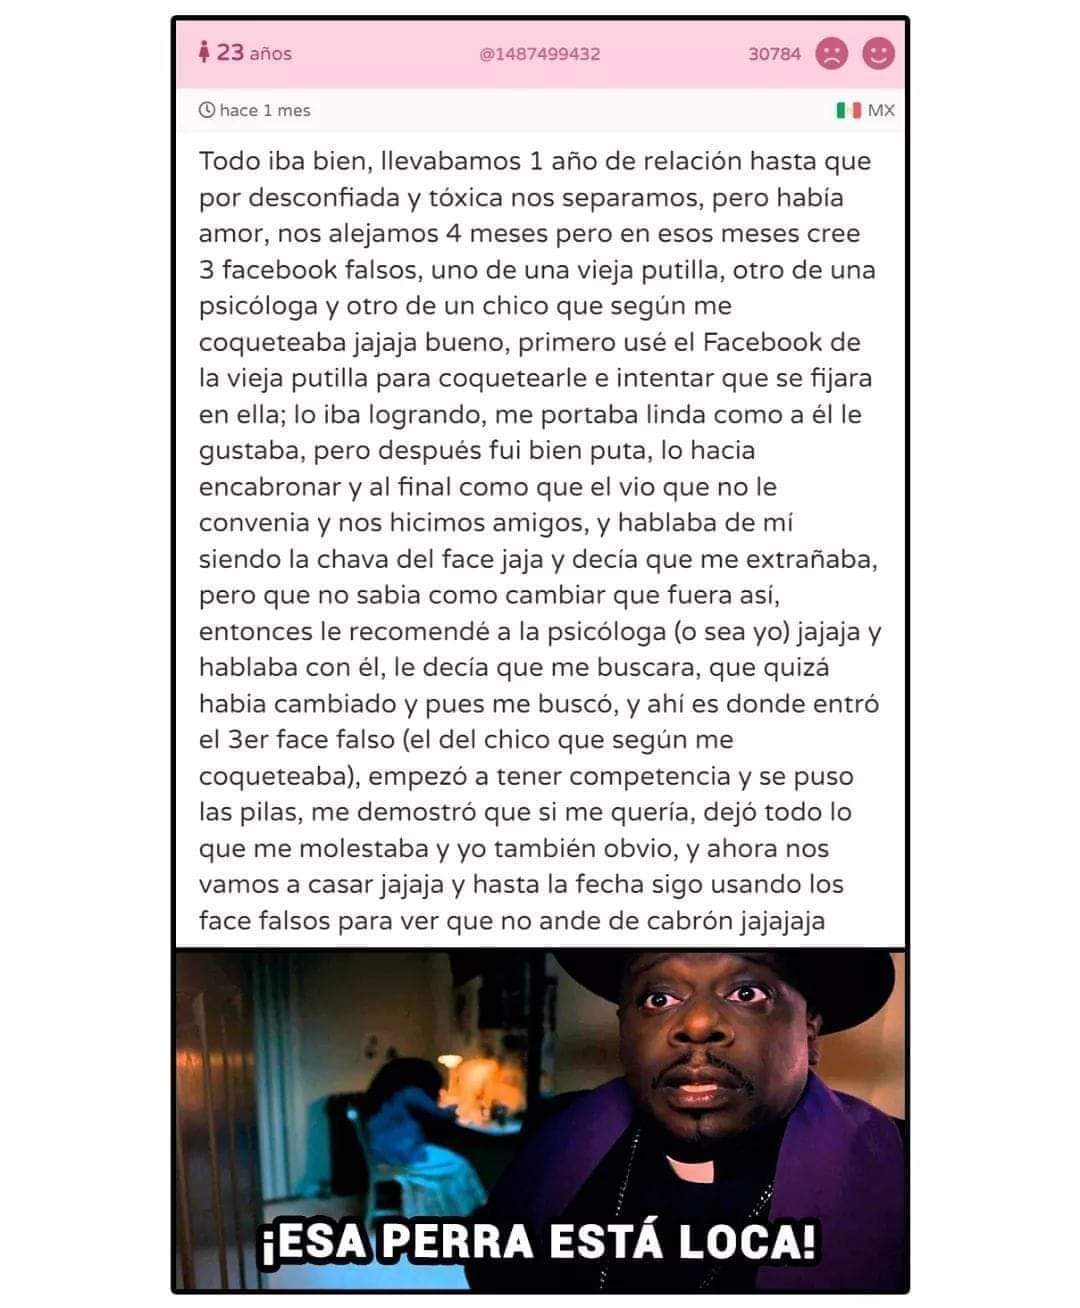 23 años @1487499432 30784
hace 1 mes MX
Todo iba bien, llevabamos 1 año de relación hasta que
por desconfiada y tóxica nos separamos, pero había
amor, nos alejamos 4 meses pero en esos meses cree
3 facebook falsos, uno de una vieja putilla, otro de una
psicóloga y otro de un chico que según me
coqueteaba jajaja bueno, primero usé el Facebook de
la vieja putilla para coquetearle e intentar que se fijara
en ella; lo iba logrando, me portaba linda como a él le
gustaba, pero después fui bien puta, lo hacia
encabronar y al final como que el vio que no le
convenia y nos hicimos amigos, y hablaba de mí
siendo la chava del face jaja y decía que me extrañaba,
pero que no sabia como cambiar que fuera así,
entonces le recomendé a la psicóloga (o sea yo) jajaja y
hablaba con él, le decía que me buscara, que quizá
habia cambiado y pues me buscó, y ahí es donde entró
el 3er face falso (el del chico que según me
coqueteaba), empezó a tener competencia y se puso
las pilas, me demostró que si me quería, dejó todo lo
que me molestaba y yo también obvio, y ahora nos
vamos a casar jajaja y hasta la fecha sigo usando los
face falsos para ver que no ande de cabrón jajajaja
¡ESA PERRA ESTÁ LOCA!